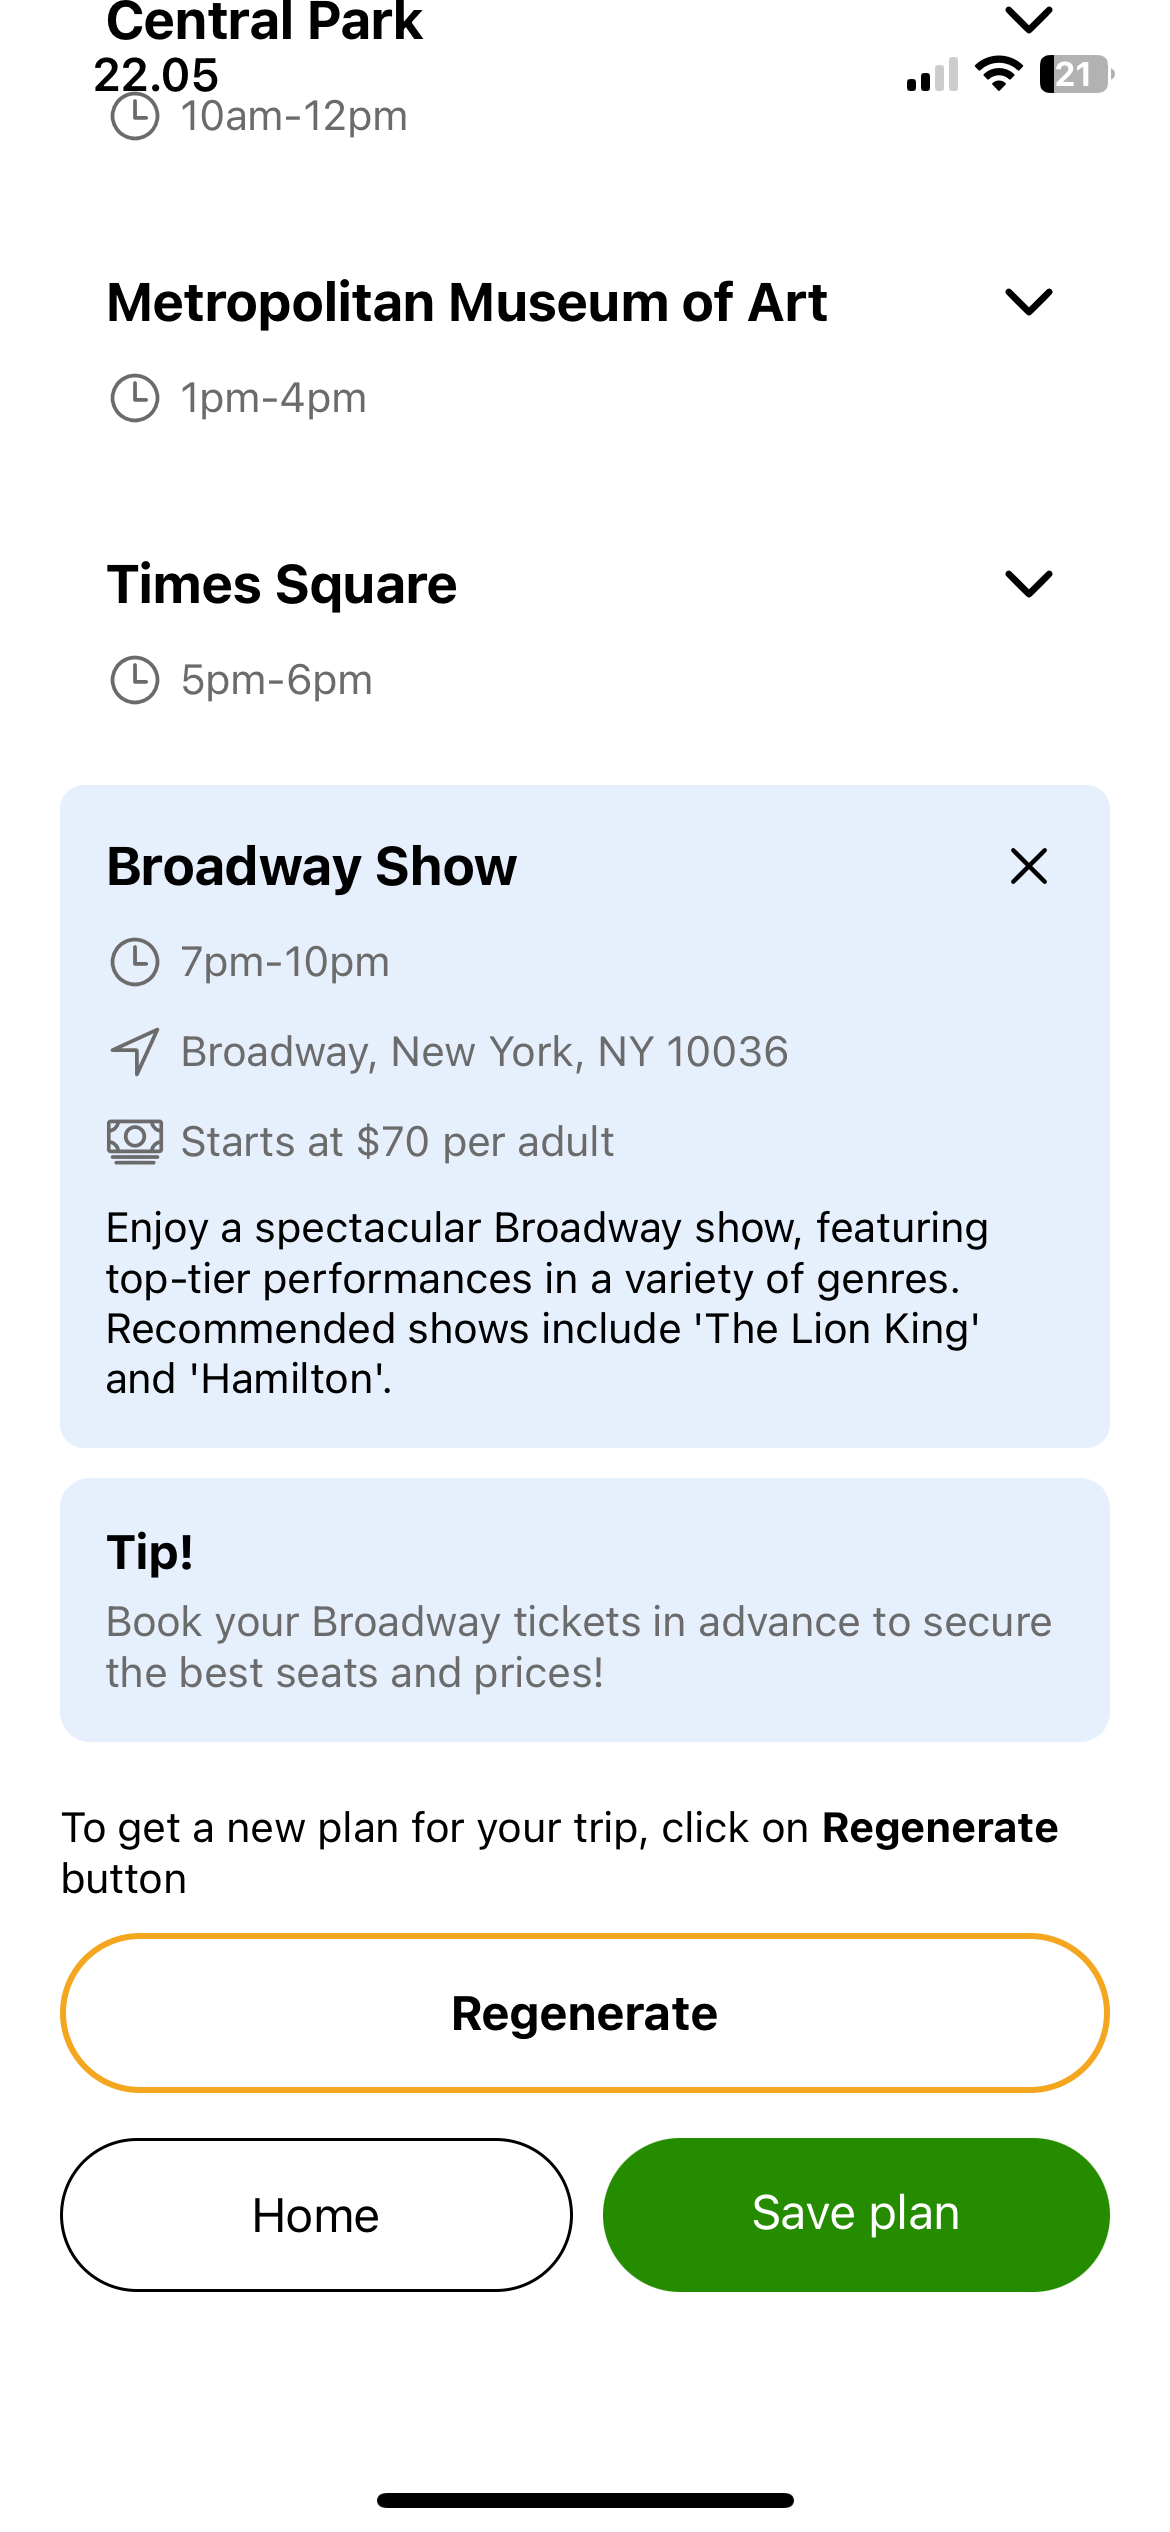 Central Park
22.05
21
10am-12pm
Metropolitan Museum of Art
1pm-4pm
Times Square
5pm-6pm
Broadway Show
7pm-10pm
Broadway, New York, NY 10036
Starts at $70 per adult
Enjoy a spectacular Broadway show, featuring
top-tier performances in a variety of genres.
Recommended shows include 'The Lion King'
and 'Hamilton'.
Tip!
Book your Broadway tickets in advance to secure
the best seats and prices!
To get a new plan for your trip, click on Regenerate
button
Regenerate
Home
Save plan